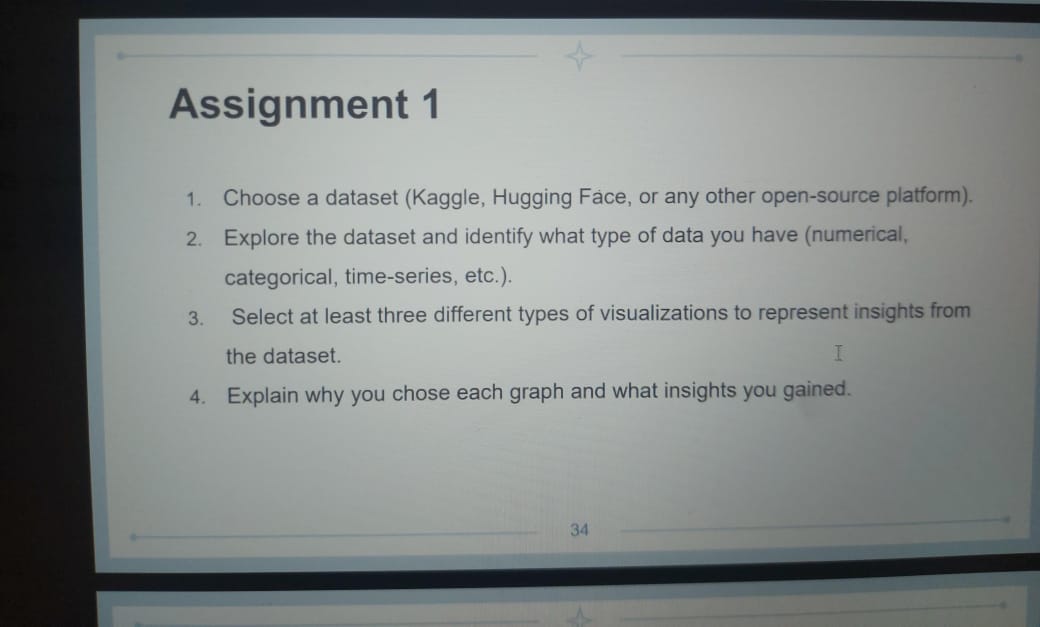 Assignment 1
1. Choose a dataset (Kaggle, Hugging Face, or any other open-source platform).
2. Explore the dataset and identify what type of data you have (numerical,
categorical, time-series, etc.).
3. Select at least three different types of visualizations to represent insights from
the dataset.
4. Explain why you chose each graph and what insights you gained.
34